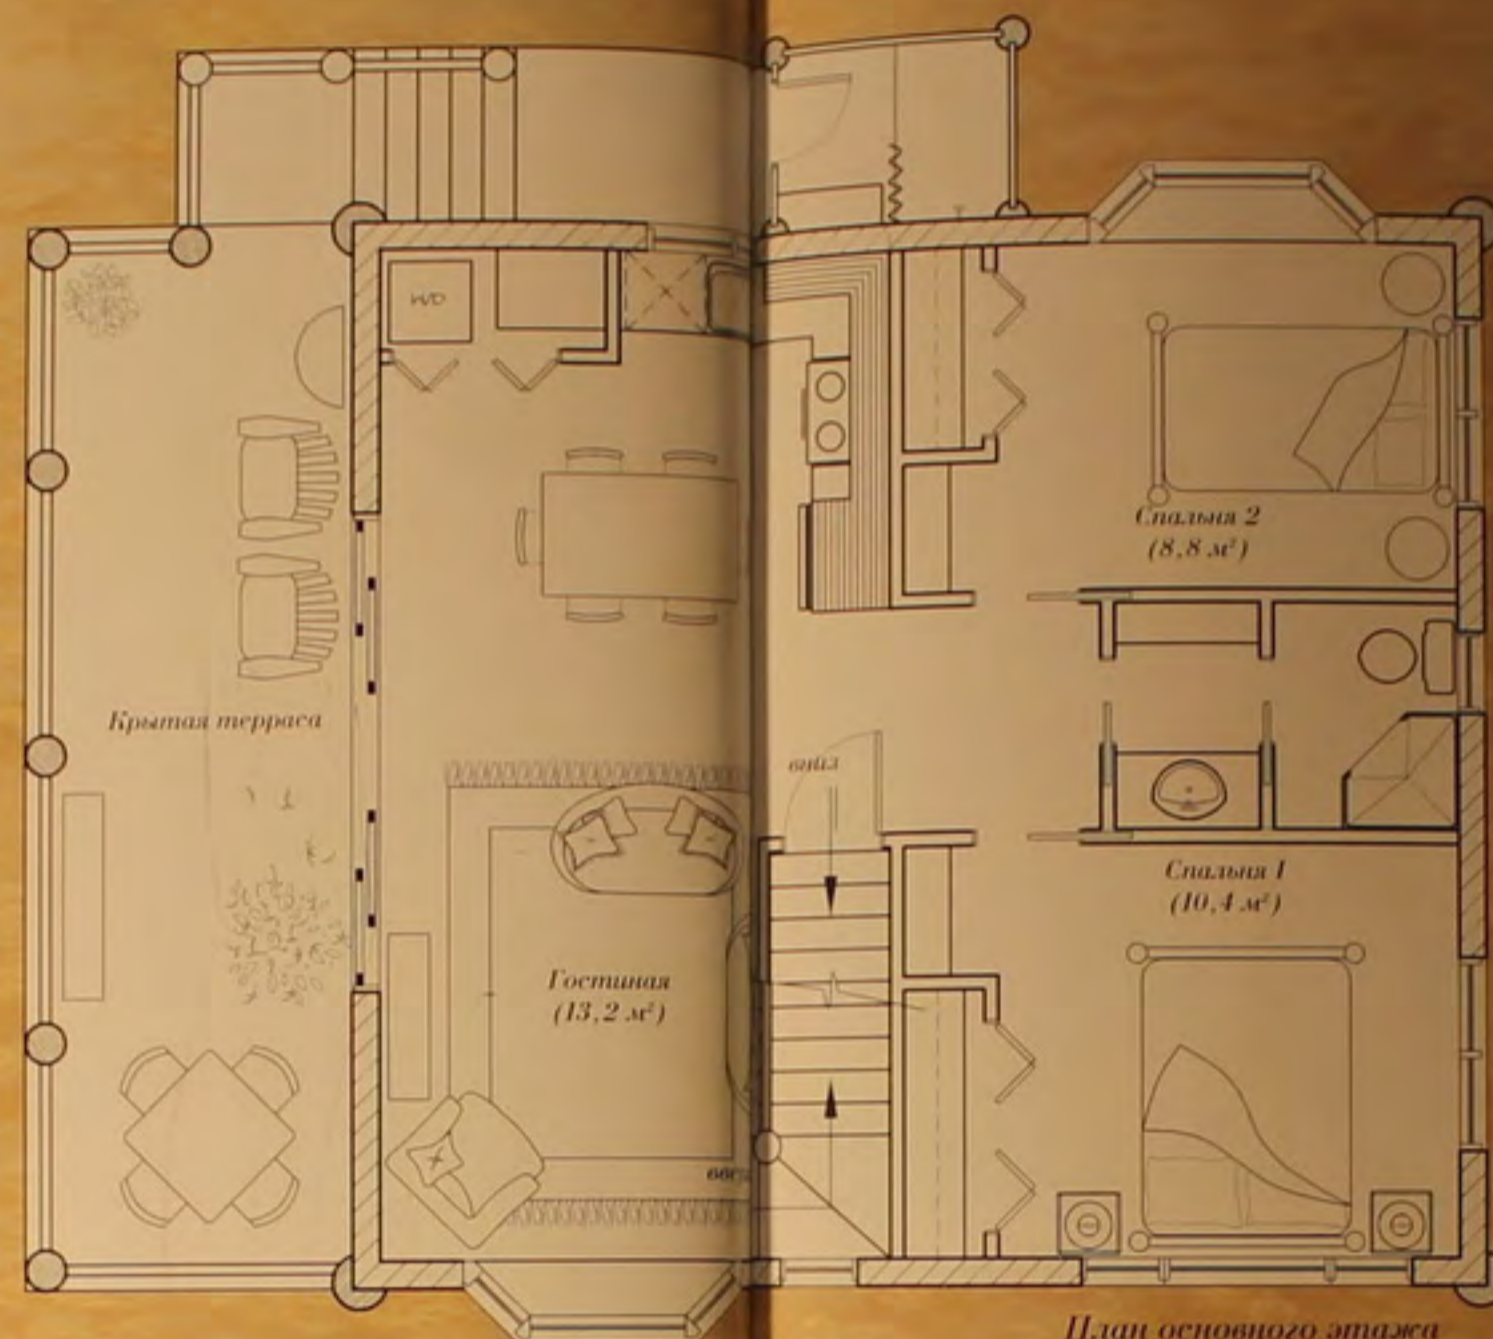 Спальня 2
(8,8 м²)
Крытая терраса
вниз
Спальня 1
(10,4 м²)
Гостиная
(13,2 м²)
План основного этажа